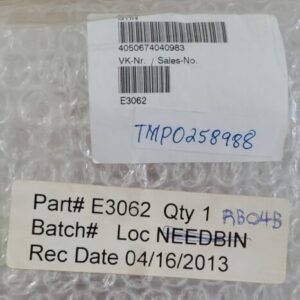 GTIN
4050674040983
VK-Nr. / Sales-No.
E3062
TMP0258988
Part# E3062 Qty 1 RB04B
Batch# Loc NEEDBIN
Rec Date 04/16/2013